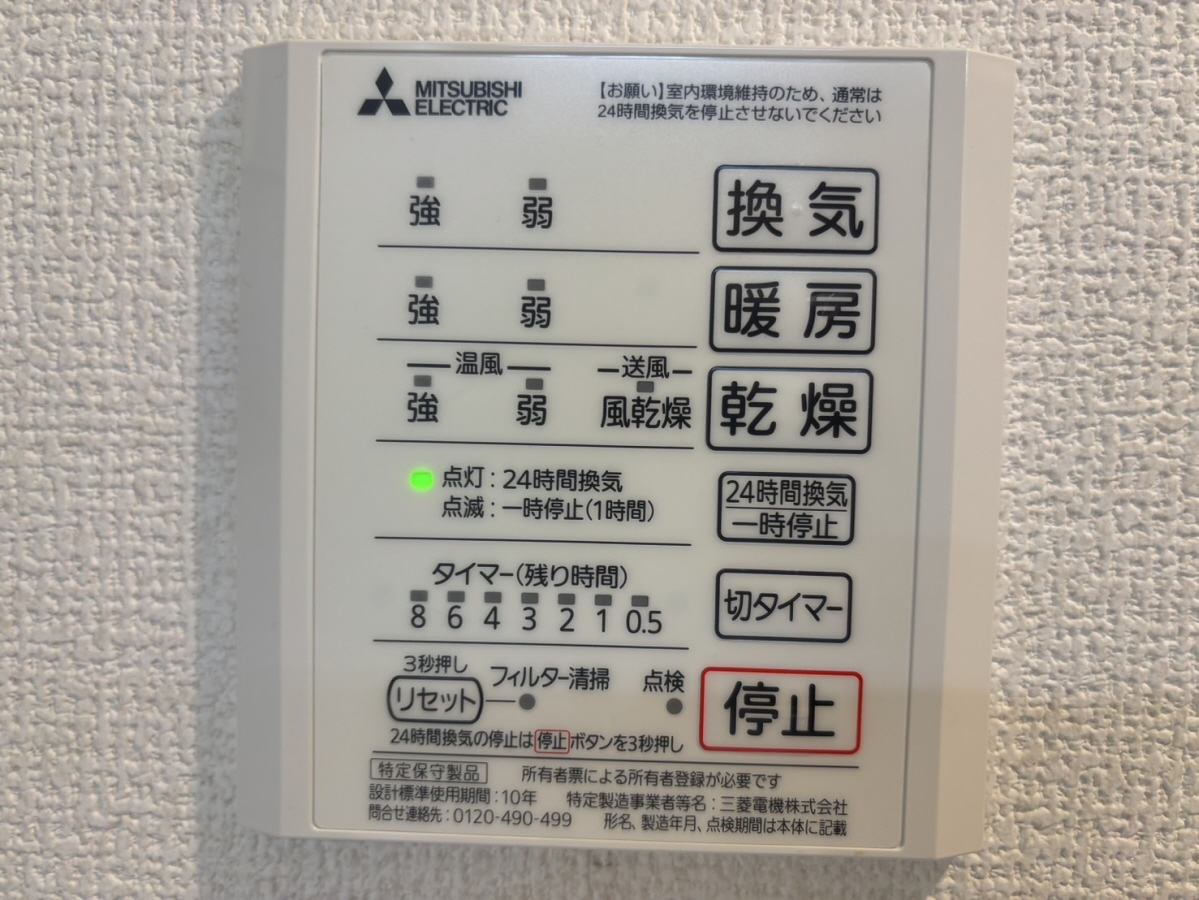 MITSUBISHI
ELECTRIC
【お願い】室内環境維持のため、通常は
24時間換気を停止させないでください
強 弱 換気
強 弱 暖房
温風 送風
強 弱 風乾燥 乾燥
点灯:24時間換気
点滅:一時停止(1時間)
24時間換気
一時停止
タイマー(残り時間)
8 6 4 3 2 1 0.5
切タイマー
3秒押し
リセット フィルター清掃 点検
停止
24時間換気の停止は停止ボタンを3秒押し
特定保守製品 所有者票による所有者登録が必要です
設計標準使用期間:10年 特定製造事業者等名:三菱電機株式会社
問合せ連絡先:0120-490-499 形名、製造年月、点検期間は本体に記載